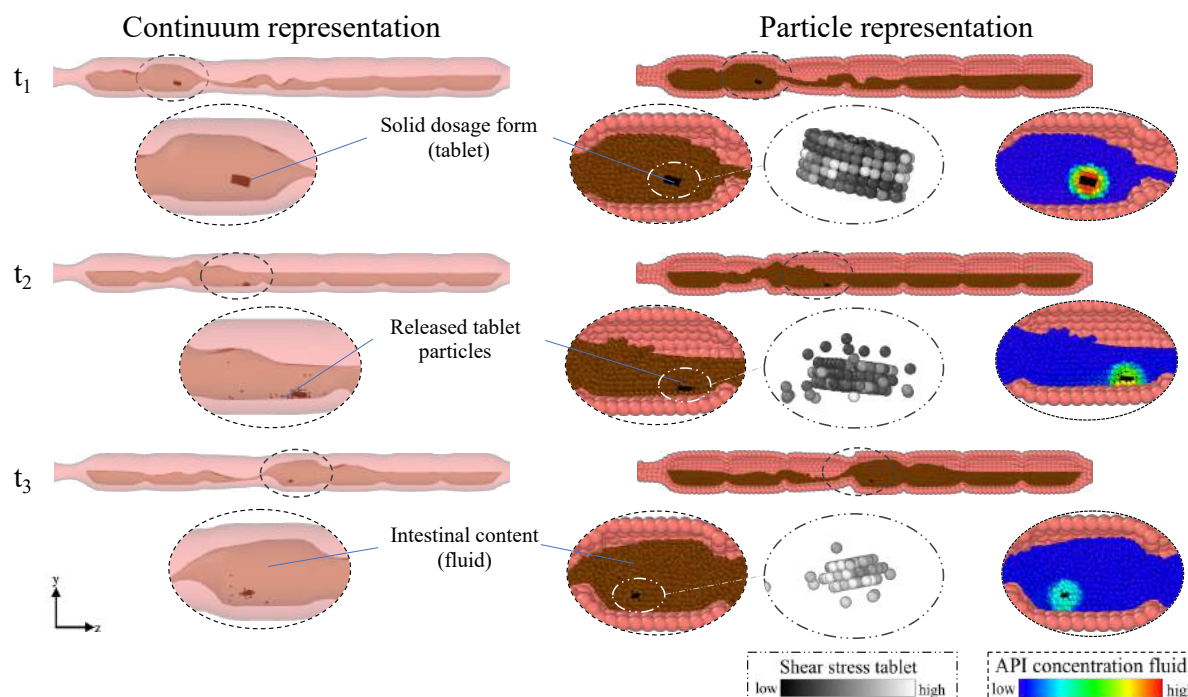 Continuum representation
Particle representation
t1
Solid dosage form
(tablet)
t2
Released tablet
particles
t3
Intestinal content
(fluid)
y
z
Shear stress tablet
low
high
API concentration fluid
low
high